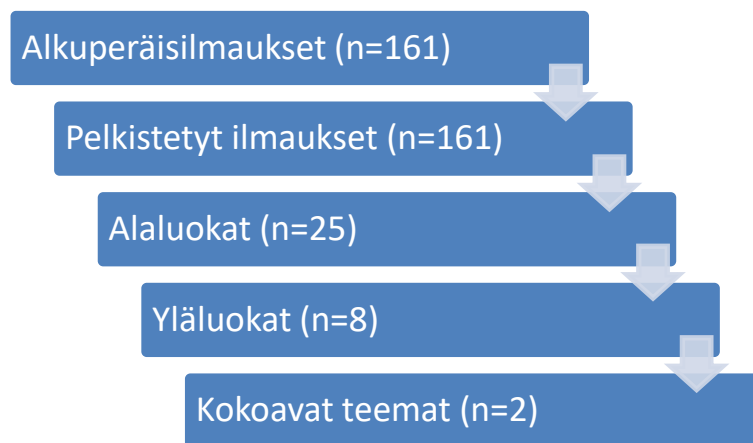 Alkuperäisilmaukset (n=161)
Pelkistetyt ilmaukset (n=161)
Alaluokat (n=25)
Yläluokat (n=8)
Kokoavat teemat (n=2)